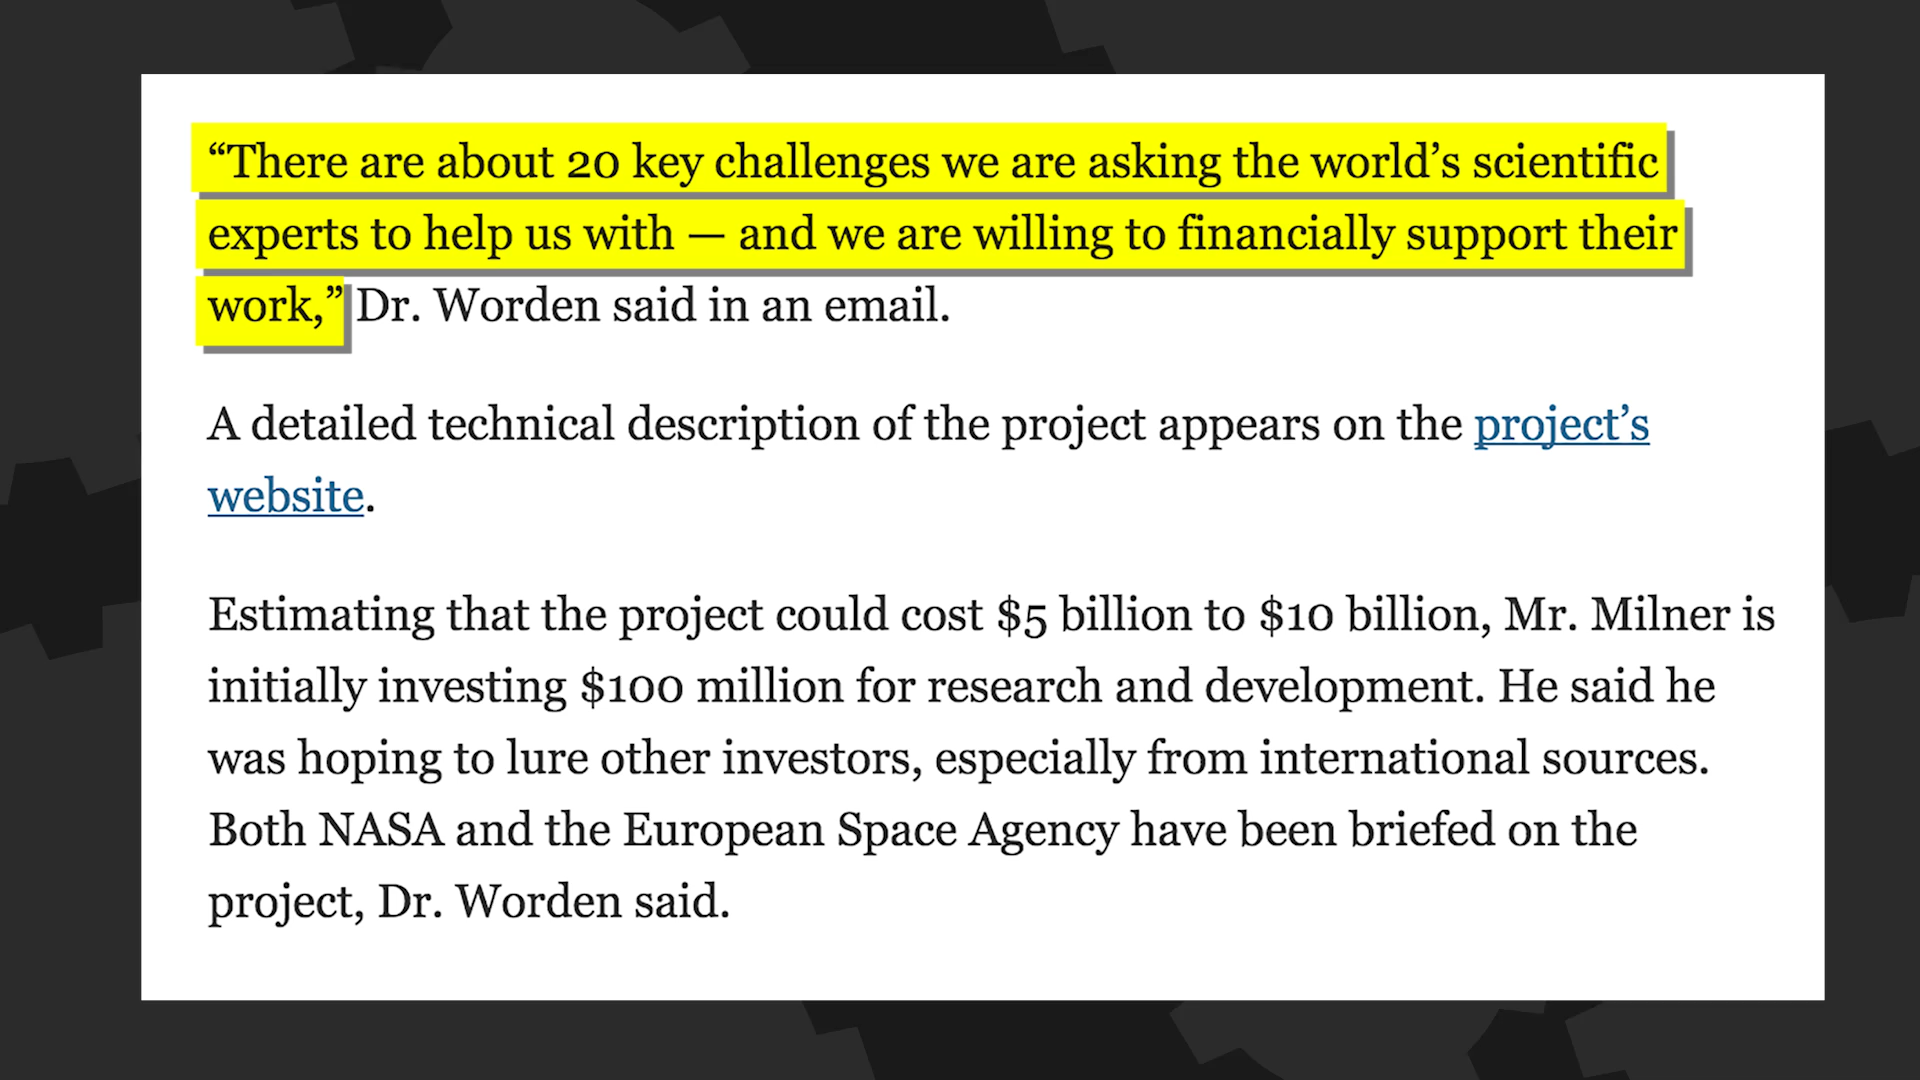 “There are about 20 key challenges we are asking the world’s scientific
experts to help us with — and we are willing to financially support their
work,” Dr. Worden said in an email.
A detailed technical description of the project appears on the project’s
website.
Estimating that the project could cost $5 billion to $10 billion, Mr. Milner is
initially investing $100 million for research and development. He said he
was hoping to lure other investors, especially from international sources.
Both NASA and the European Space Agency have been briefed on the
project, Dr. Worden said.